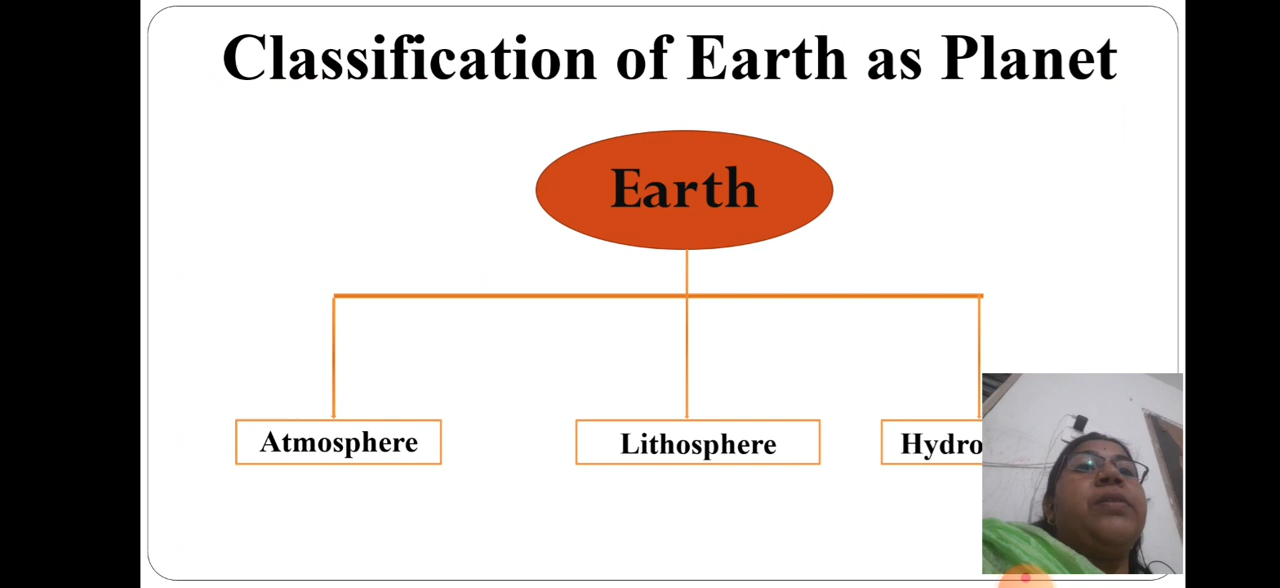 Classification of Earth as Planet
Earth
Atmosphere
Lithosphere
Hydro